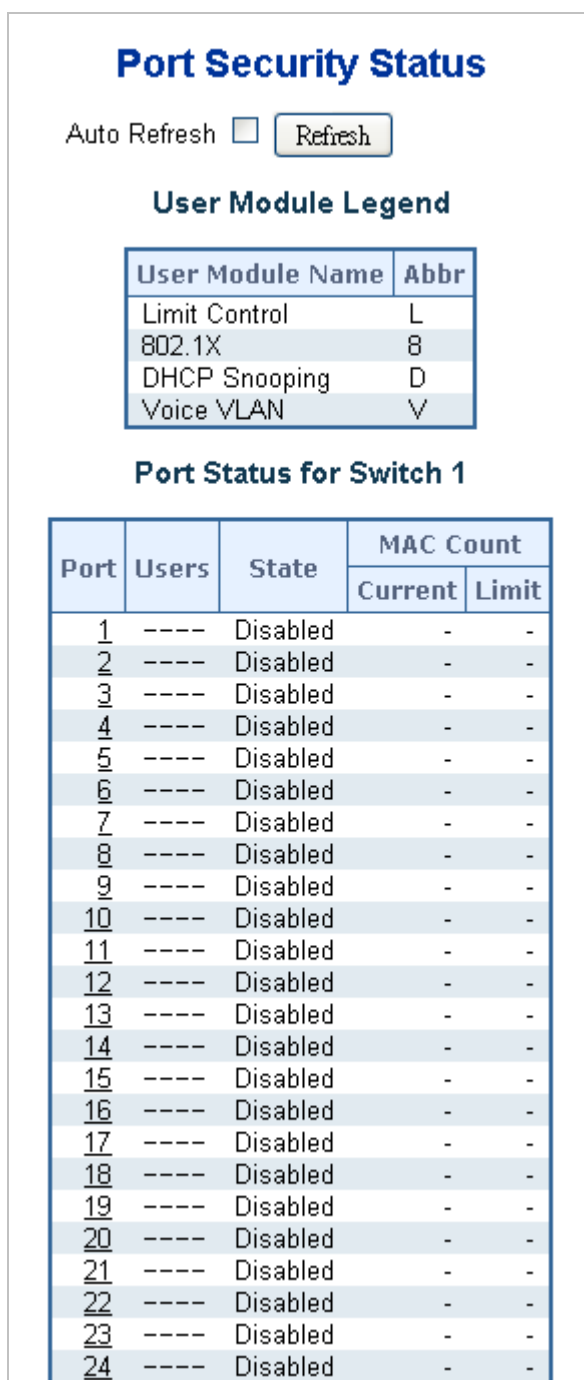 Port Security Status
Auto Refresh Refresh
User Module Legend
User Module Name Abbr
Limit Control L
802.1X 8
DHCP Snooping D
Voice VLAN V
Port Status for Switch 1
Port Users State MAC Count
Current Limit
1 ---- Disabled - -
2 ---- Disabled - -
3 ---- Disabled - -
4 ---- Disabled - -
5 ---- Disabled - -
6 ---- Disabled - -
7 ---- Disabled - -
8 ---- Disabled - -
9 ---- Disabled - -
10 ---- Disabled - -
11 ---- Disabled - -
12 ---- Disabled - -
13 ---- Disabled - -
14 ---- Disabled - -
15 ---- Disabled - -
16 ---- Disabled - -
17 ---- Disabled - -
18 ---- Disabled - -
19 ---- Disabled - -
20 ---- Disabled - -
21 ---- Disabled - -
22 ---- Disabled - -
23 ---- Disabled - -
24 ---- Disabled - -